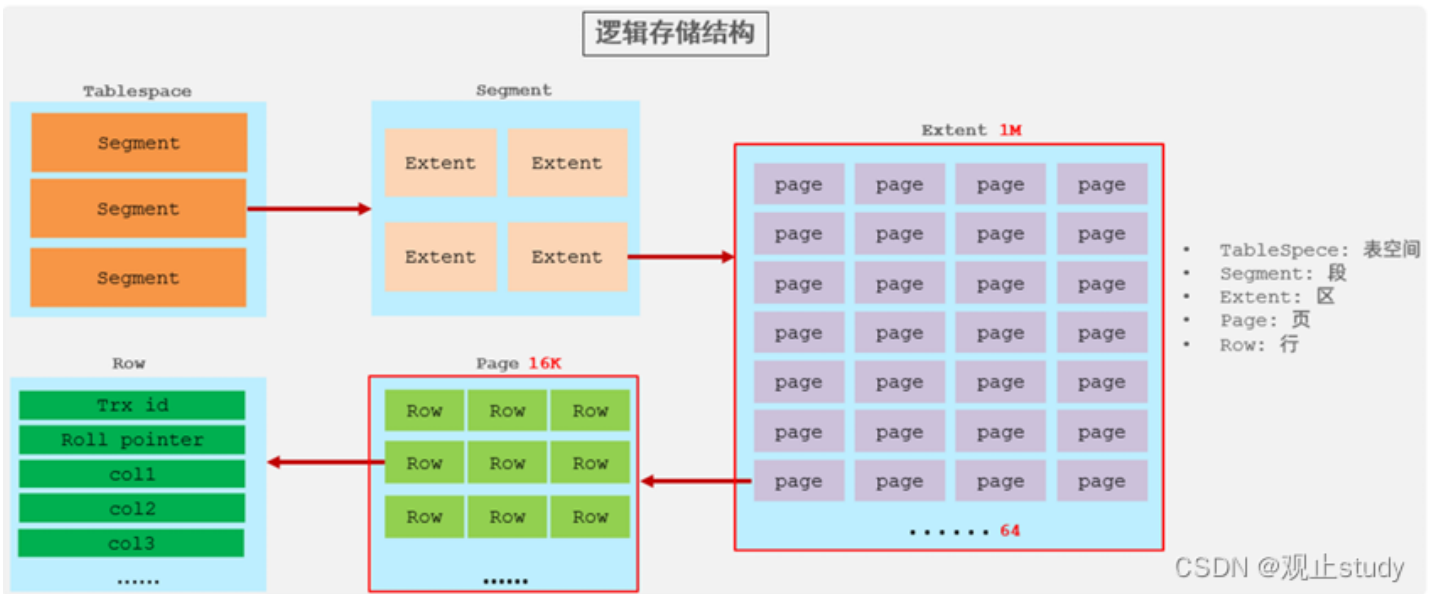 逻辑存储结构
Tablespace
Segment
Segment
Segment
Segment
Extent Extent
Extent Extent
Extent 1M
page page page page
page page page page
page page page page
page page page page
page page page page
page page page page
page page page page
...... 64
• TableSpece: 表空间
• Segment: 段
• Extent: 区
• Page: 页
• Row: 行
Row
Trx id
Roll pointer
col1
col2
col3
......
Page 16K
Row Row Row
Row Row Row
Row Row Row
......
CSDN @观止study